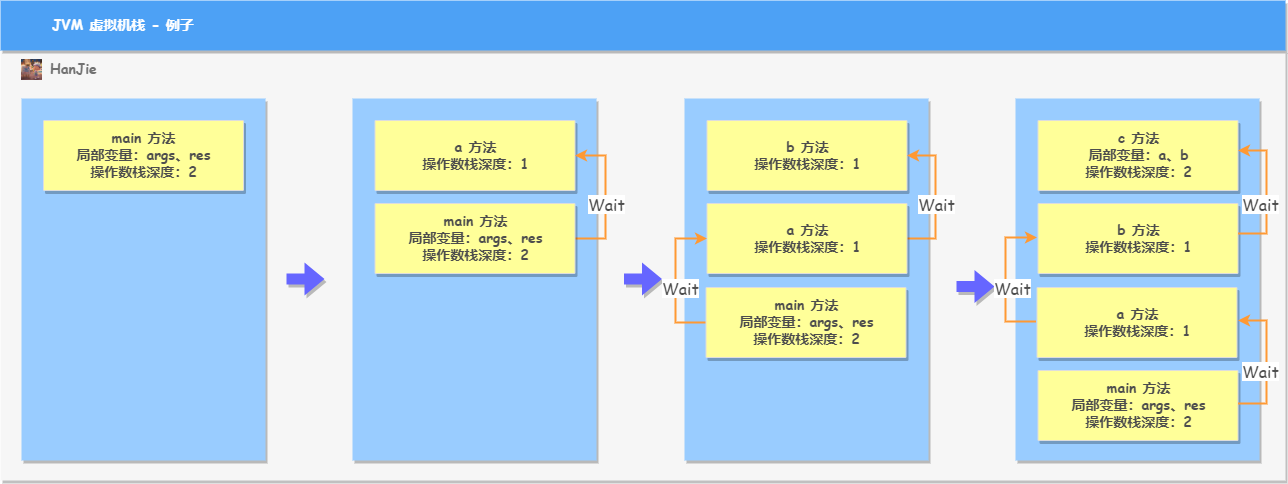 JVM 虚拟机栈 - 例子
HanJie
main 方法
局部变量：args、res
操作数栈深度：2
a 方法
操作数栈深度：1
main 方法
局部变量：args、res
操作数栈深度：2
Wait
b 方法
操作数栈深度：1
a 方法
操作数栈深度：1
main 方法
局部变量：args、res
操作数栈深度：2
Wait
Wait
c 方法
局部变量：a、b
操作数栈深度：2
b 方法
操作数栈深度：1
a 方法
操作数栈深度：1
main 方法
局部变量：args、res
操作数栈深度：2
Wait
Wait
Wait